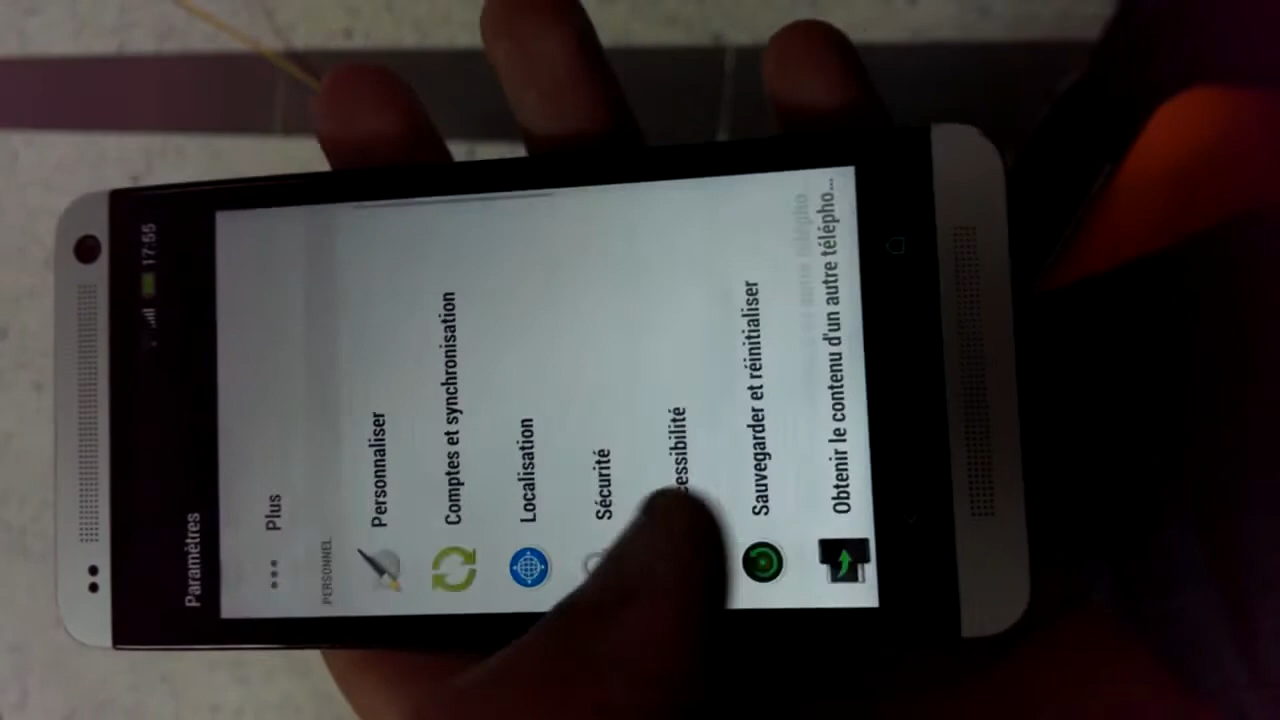 17:55
Paramètres
Plus
PERSONNEL
Personnaliser
Comptes et synchronisation
Localisation
Sécurité
cessibilité
Sauvegarder et réinitialiser
Obtenir le contenu d'un autre télépho...